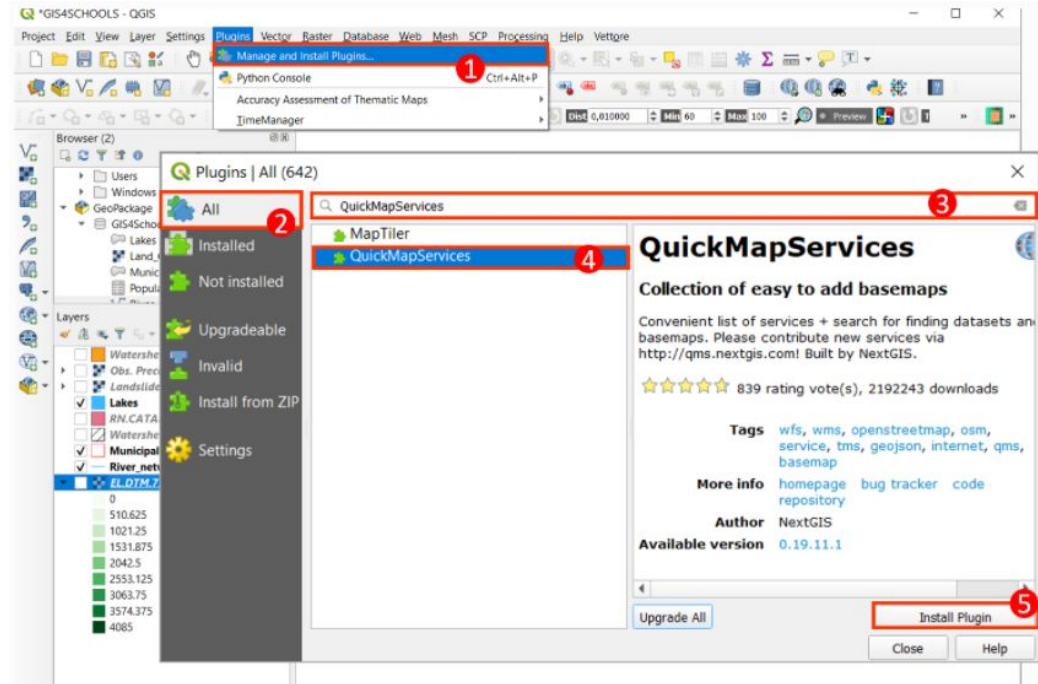 *GIS4SCHOOLS - QGIS
Project Edit View Layer Settings Plugins Vector Raster Database Web Mesh SCP Processing Help Vettore
Manage and Install Plugins...
1
Python Console Ctrl+Alt+P
Accuracy Assessment of Thematic Maps
TimeManager
Dist 0,010000 Min 60 Max 100 Preview
Browser (2)
Users
Windows
GeoPackage
Lakes
Layers
Lakes
0
510.625
1021.25
1531.875
2042.5
2553.125
3063.75
3574.375
4085
Plugins | All (642)
All
2
Installed
Not installed
Upgradeable
Invalid
Install from ZIP
Settings
QuickMapServices
3
MapTiler
QuickMapServices
4
QuickMapServices
Collection of easy to add basemaps
Convenient list of services + search for finding datasets
basemaps. Please contribute new services via
http://qms.nextgis.com! Built by NextGIS.
839 rating vote(s), 2192243 downloads
Tags wfs, wms, openstreetmap, osm,
service, tms, geojson, internet, qms,
basemap
More info homepage bug tracker code
repository
Author NextGIS
Available version 0.19.11.1
Upgrade All
5
Install Plugin
Close
Help